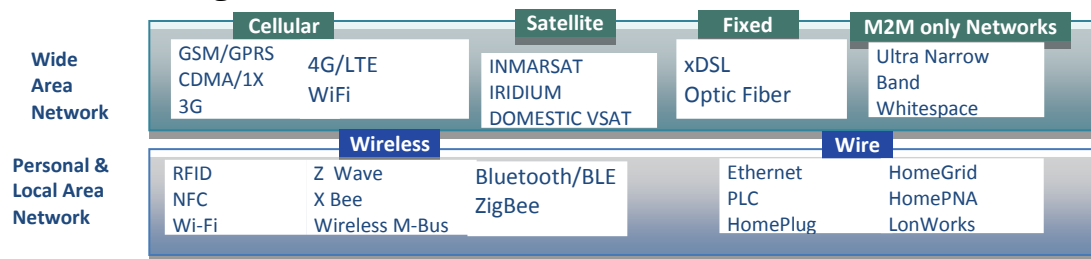 Cellular
Satellite
Fixed
M2M only Networks
Wide
Area
Network
GSM/GPRS
CDMA/1X
3G
4G/LTE
WiFi
INMARSAT
IRIDIUM
DOMESTIC VSAT
xDSL
Optic Fiber
Ultra Narrow
Band
Whitespace
Wireless
Wire
Personal &
Local Area
Network
RFID
NFC
Wi-Fi
Z Wave
X Bee
Wireless M-Bus
Bluetooth/BLE
ZigBee
Ethernet
PLC
HomePlug
HomeGrid
HomePNA
LonWorks